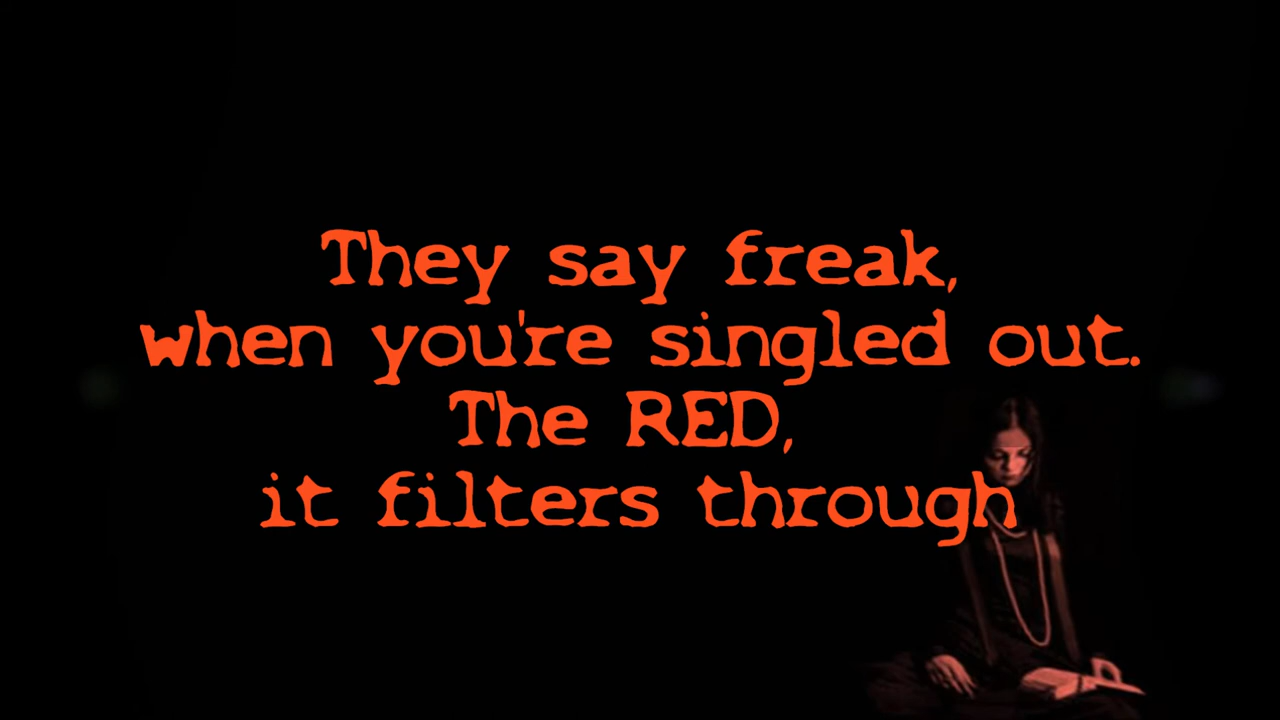 They say freak,
when you're singled out.
The RED,
it filters through